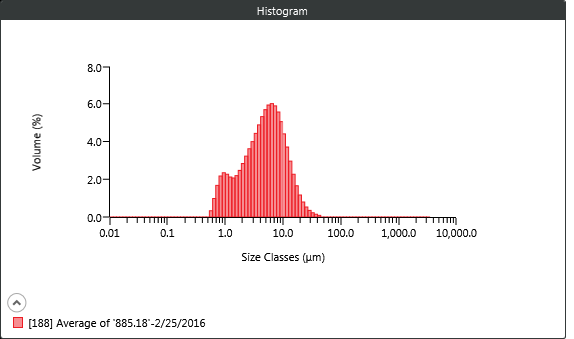 Histogram
8.0
6.0
4.0
2.0
0.0
Volume (%)
0.01 0.1 1.0 10.0 100.0 1,000.0 10,000.0
Size Classes (µm)
[188] Average of '885.18'-2/25/2016